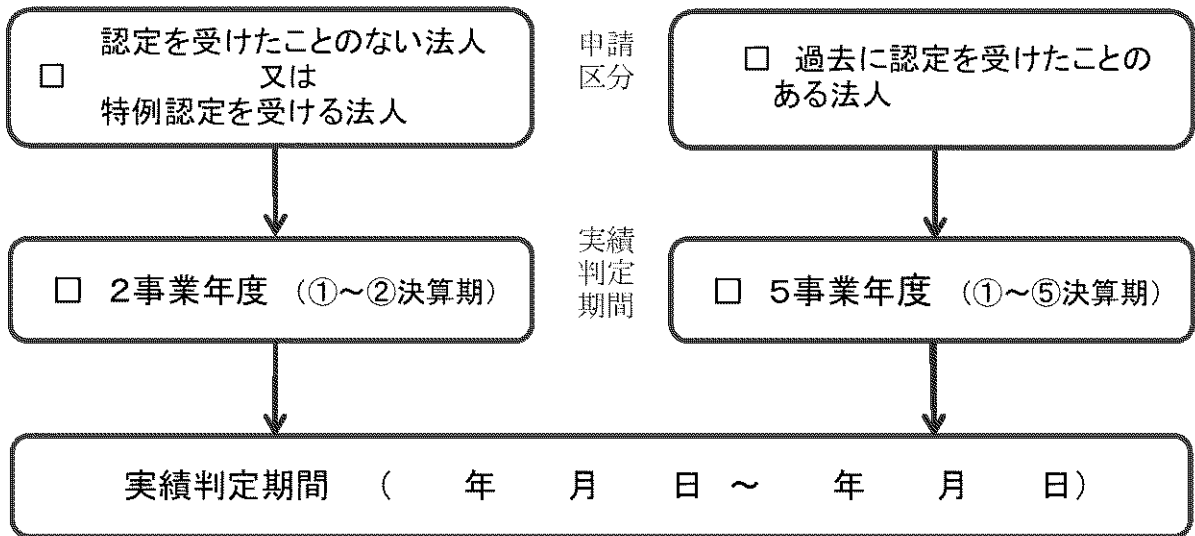 認定を受けたことのない法人
□ 又は
特例認定を受ける法人
申請
区分
□ 過去に認定を受けたことの
ある法人
□ 2事業年度 (①~②決算期)
実績
判定
期間
□ 5事業年度 (①~⑤決算期)
実績判定期間 ( 年 月 日 ~ 年 月 日)